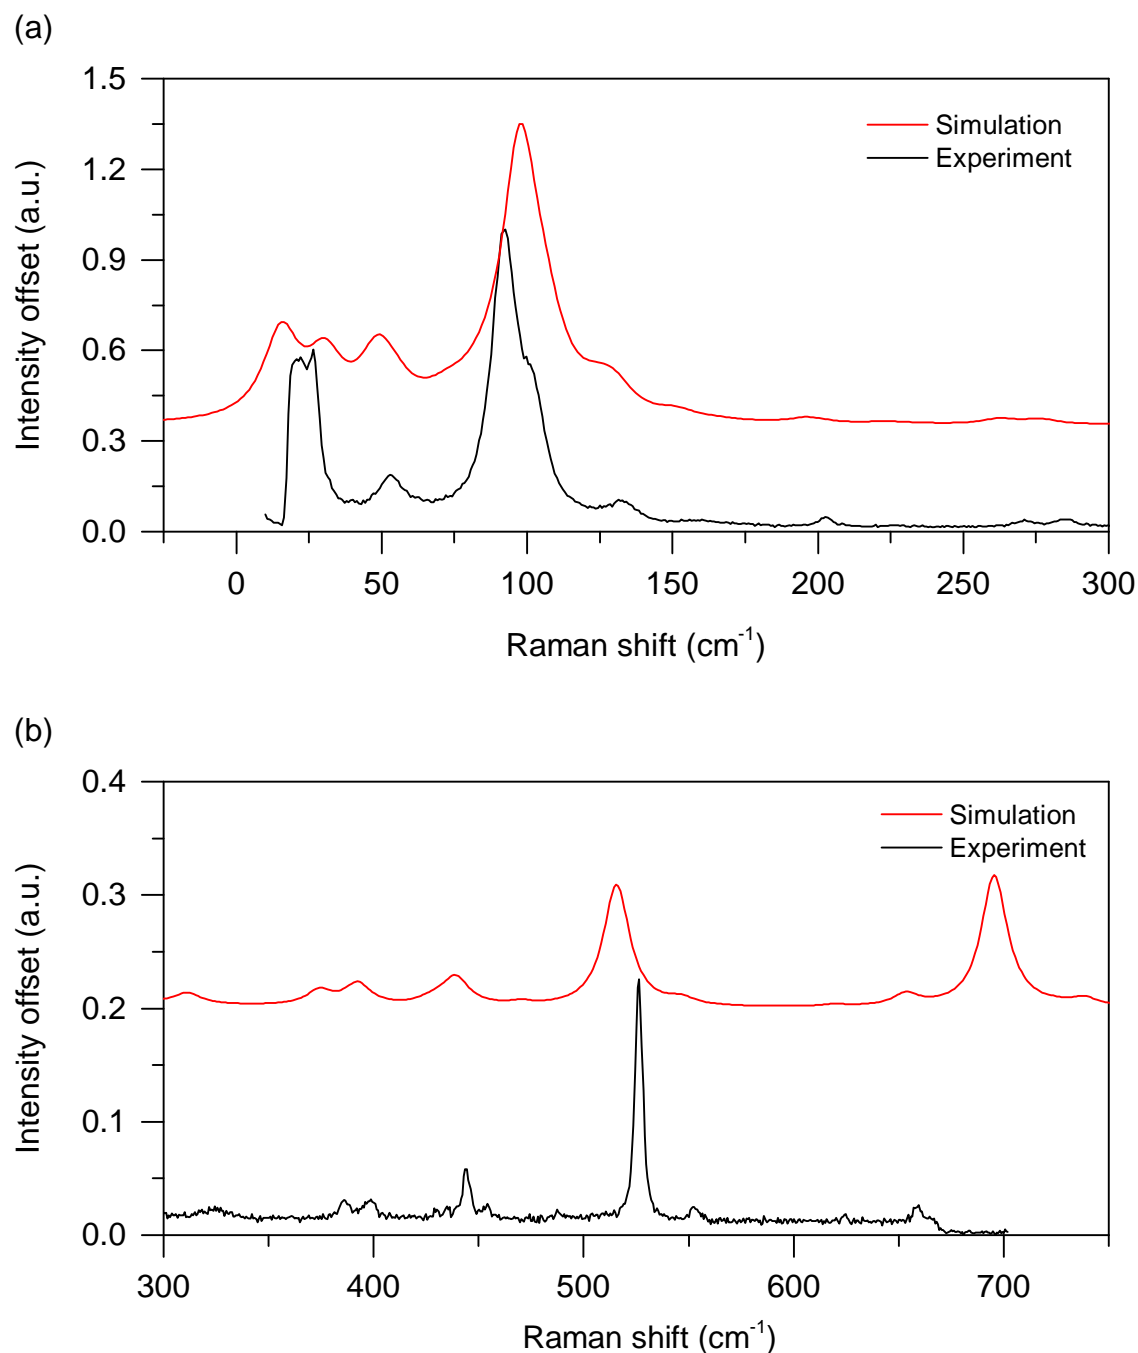 (a)
1.5
1.2
0.9
0.6
0.3
0.0
Intensity offset (a.u.)
Simulation
Experiment
0 50 100 150 200 250 300
Raman shift (cm⁻¹)
(b)
0.4
0.3
0.2
0.1
0.0
Intensity offset (a.u.)
Simulation
Experiment
300 400 500 600 700
Raman shift (cm⁻¹)